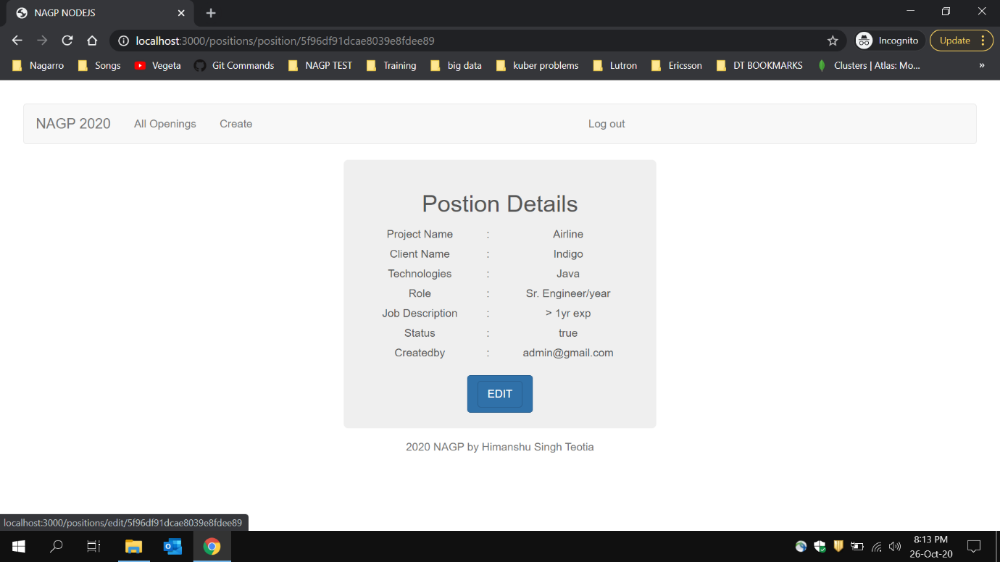 NAGP NODEJS
localhost:3000/positions/position/5f96df91dcae8039e8fdee89
Incognito
Update
Nagarro Songs Vegeta Git Commands NAGP TEST Training big data kuber problems Lutron Ericsson DT BOOKMARKS Clusters | Atlas: Mo... »
NAGP 2020 All Openings Create Log out
Postion Details
Project Name : Airline
Client Name : Indigo
Technologies : Java
Role : Sr. Engineer/year
Job Description : > 1yr exp
Status : true
Createdby : admin@gmail.com
EDIT
2020 NAGP by Himanshu Singh Teotia
localhost:3000/positions/edit/5f96df91dcae8039e8fdee89
8:13 PM
26-Oct-20